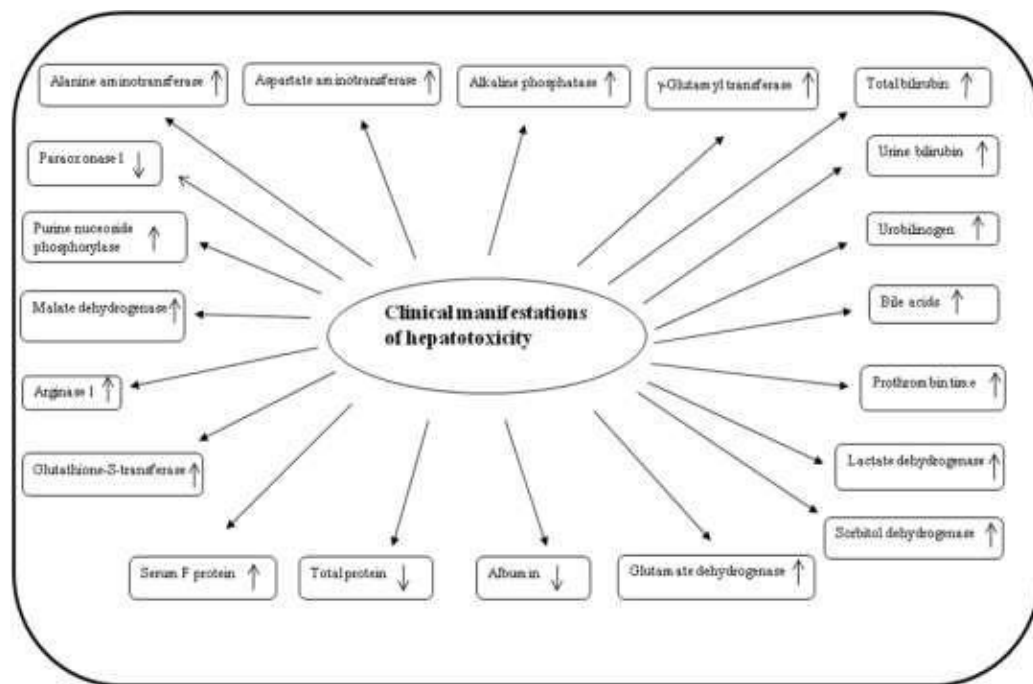 Alanine aminotransferase ↑
Aspartate aminotransferase ↑
Alkaline phosphatase ↑
γ-Glutamyl transferase ↑
Total bilirubin ↑
Paraoxonase 1 ↓
Urine bilirubin ↑
Purine nuceoside
phosphorylase ↑
Urobilinogen ↑
Malate dehydrogenase ↑
Clinical manifestations
of hepatotoxicity
Bile acids ↑
Arginase 1 ↑
Prothrombin time ↑
Glutathione-S-transferase ↑
Lactate dehydrogenase ↑
Sorbitol dehydrogenase ↑
Serum F protein ↑
Total protein ↓
Albumin ↓
Glutamate dehydrogenase ↑